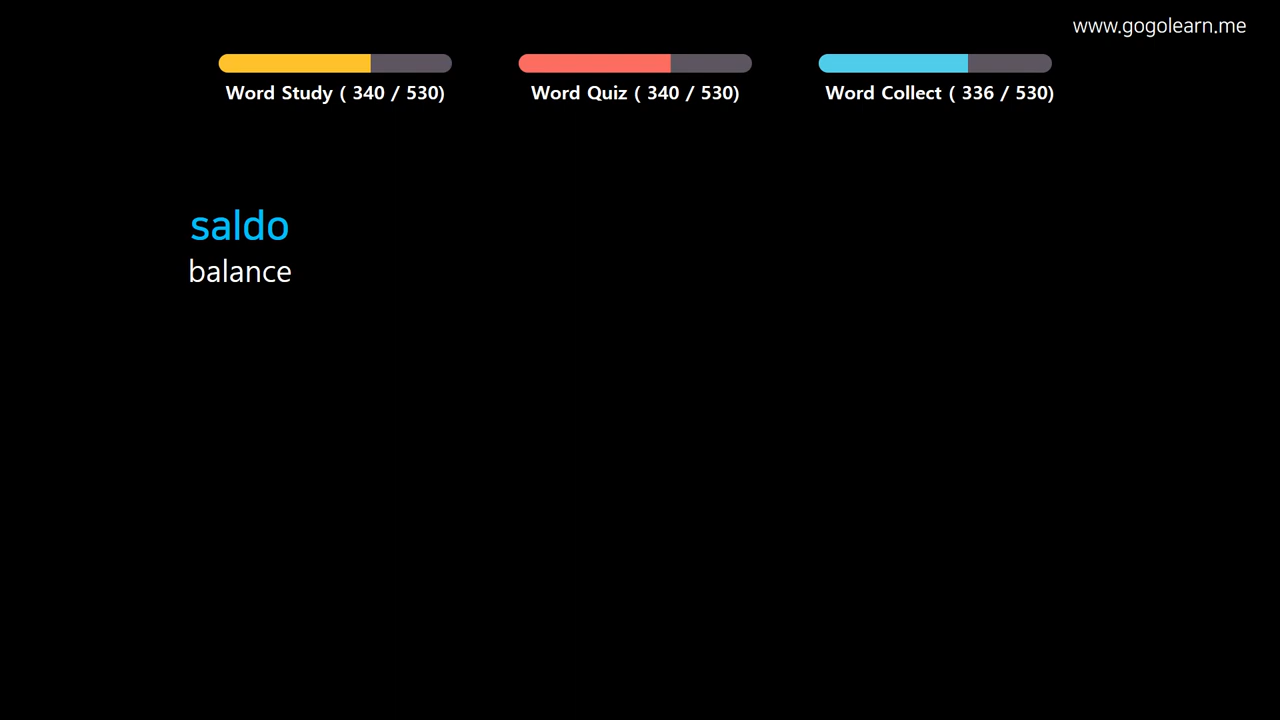 www.gogolearn.me
Word Study ( 340 / 530)
Word Quiz ( 340 / 530)
Word Collect ( 336 / 530)
saldo
balance